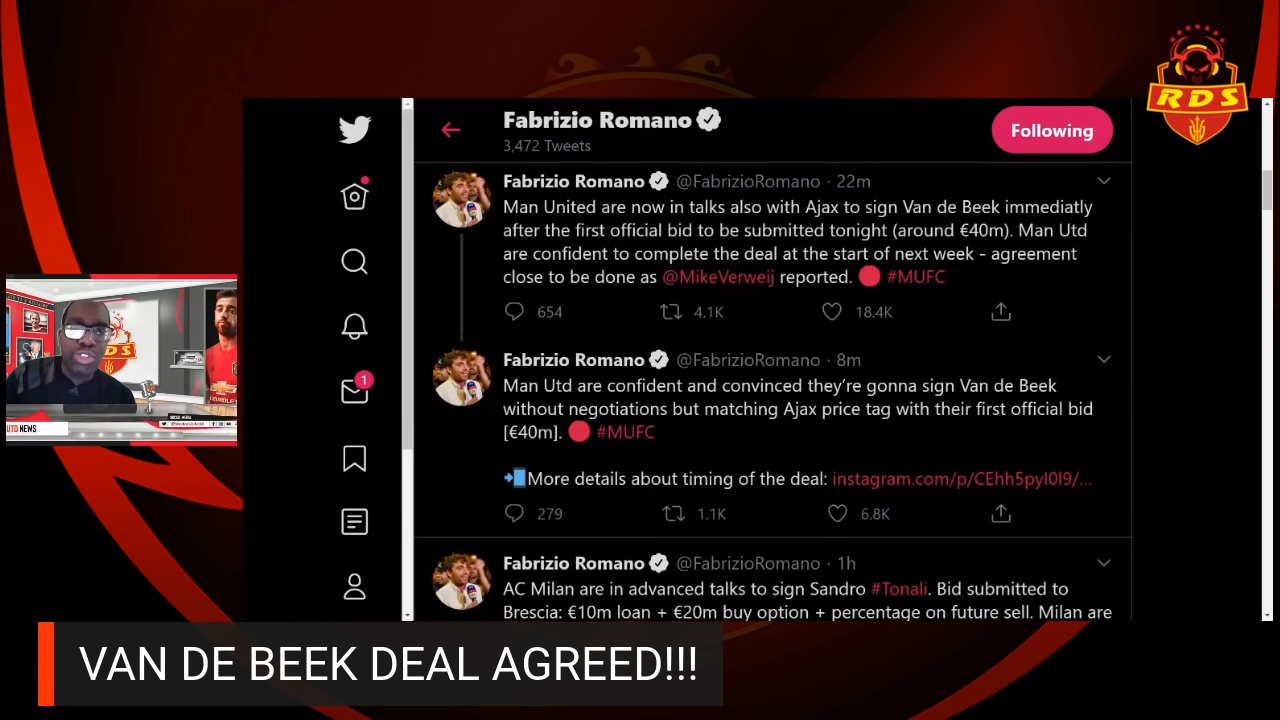 RDS
Fabrizio Romano
3,472 Tweets
Following
Fabrizio Romano @FabrizioRomano · 22m
Man United are now in talks also with Ajax to sign Van de Beek immediatly
after the first official bid to be submitted tonight (around €40m). Man Utd
are confident to complete the deal at the start of next week - agreement
close to be done as @MikeVerweij reported. 🔴 #MUFC
654 4.1K 18.4K
Fabrizio Romano @FabrizioRomano · 8m
Man Utd are confident and convinced they're gonna sign Van de Beek
without negotiations but matching Ajax price tag with their first official bid
[€40m]. 🔴 #MUFC
📲More details about timing of the deal: instagram.com/p/CEhh5pyI0l9/...
279 1.1K 6.8K
Fabrizio Romano @FabrizioRomano · 1h
AC Milan are in advanced talks to sign Sandro #Tonali. Bid submitted to
Brescia: €10m loan + €20m buy option + percentage on future sell. Milan are
1
RDS
CHEVROLET
UTD NEWS
VAN DE BEEK DEAL AGREED!!!